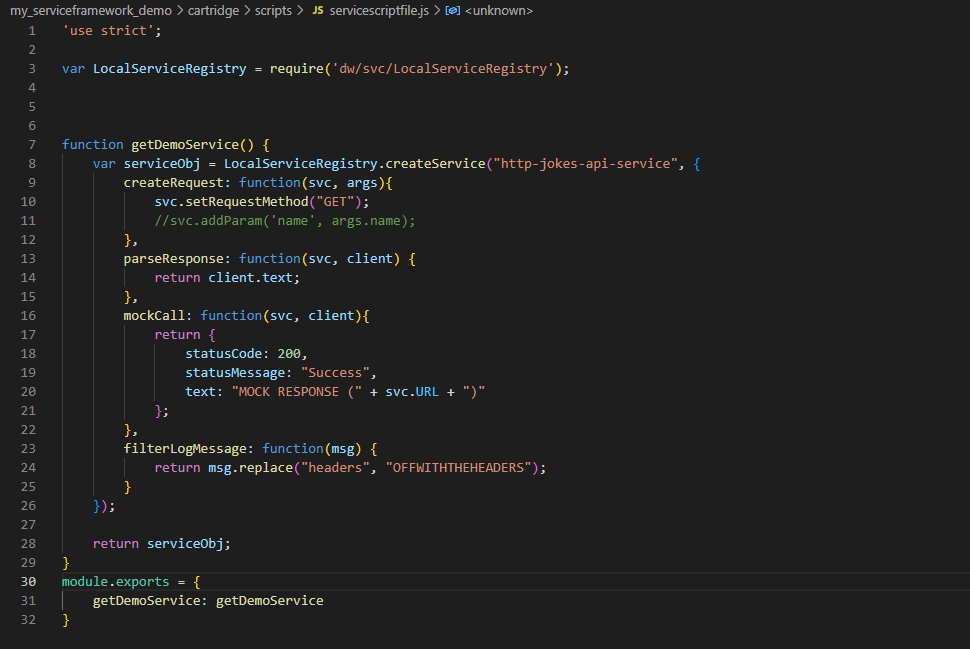 my_serviceframework_demo > cartridge > scripts > JS servicescriptfile.js > <unknown>
1 'use strict';
2
3 var LocalServiceRegistry = require('dw/svc/LocalServiceRegistry');
4
5
6
7 function getDemoService() {
8 var serviceObj = LocalServiceRegistry.createService("http-jokes-api-service", {
9 createRequest: function(svc, args){
10 svc.setRequestMethod("GET");
11 //svc.addParam('name', args.name);
12 },
13 parseResponse: function(svc, client) {
14 return client.text;
15 },
16 mockCall: function(svc, client){
17 return {
18 statusCode: 200,
19 statusMessage: "Success",
20 text: "MOCK RESPONSE (" + svc.URL + ")"
21 };
22 },
23 filterLogMessage: function(msg) {
24 return msg.replace("headers", "OFFWITHTHEHEADERS");
25 }
26 });
27
28 return serviceObj;
29 }
30 module.exports = {
31 getDemoService: getDemoService
32 }